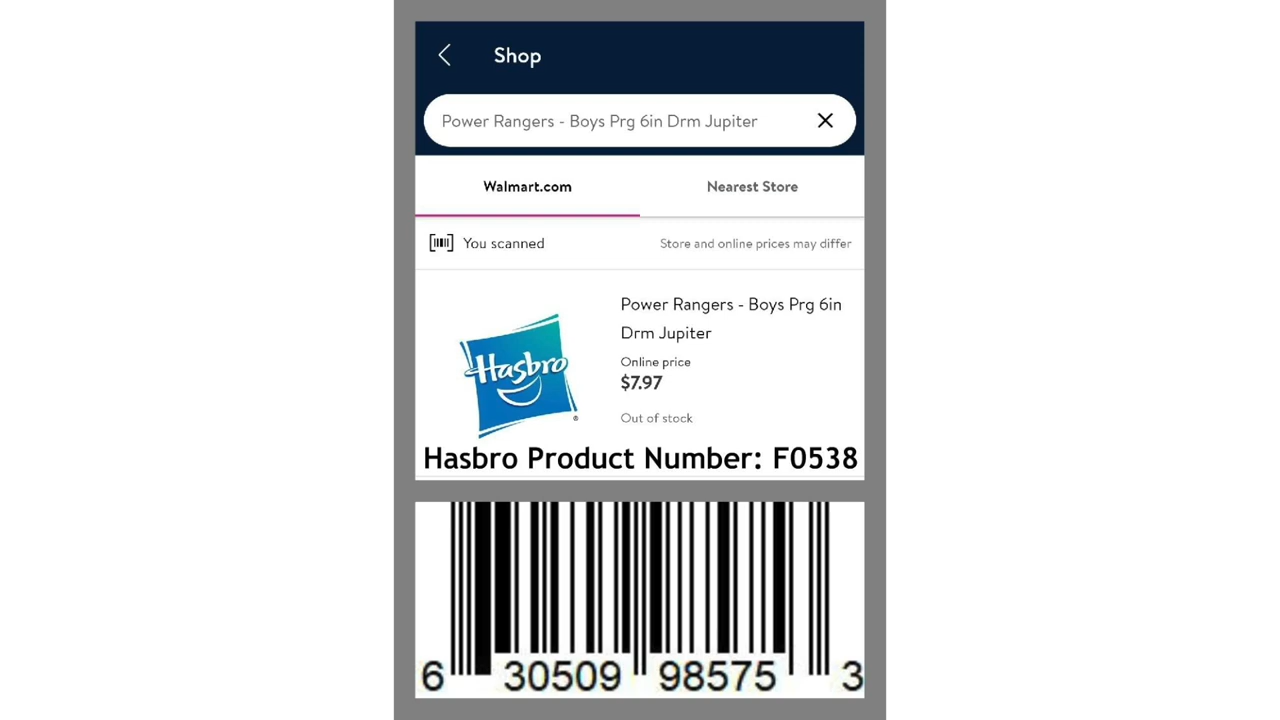 Shop
Power Rangers - Boys Prg 6in Drm Jupiter
Walmart.com
Nearest Store
You scanned
Store and online prices may differ
Power Rangers - Boys Prg 6in
Drm Jupiter
Online price
$7.97
Out of stock
Hasbro
®
Hasbro Product Number: F0538
6 30509 98575 3